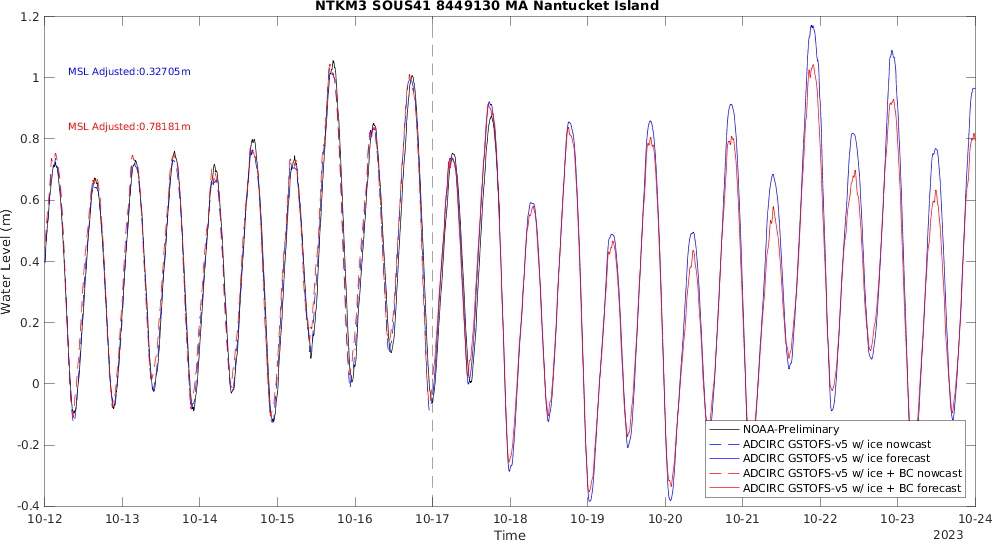 NTKM3 SOUS41 8449130 MA Nantucket Island
1.2
1
0.8
0.6
0.4
0.2
0
-0.2
-0.4
Water Level (m)
MSL Adjusted:0.32705m
MSL Adjusted:0.78181m
NOAA-Preliminary
ADCIRC GSTOFS-v5 w/ ice nowcast
ADCIRC GSTOFS-v5 w/ ice forecast
ADCIRC GSTOFS-v5 w/ ice + BC nowcast
ADCIRC GSTOFS-v5 w/ ice + BC forecast
10-12 10-13 10-14 10-15 10-16 10-17 10-18 10-19 10-20 10-21 10-22 10-23 10-24
Time
2023